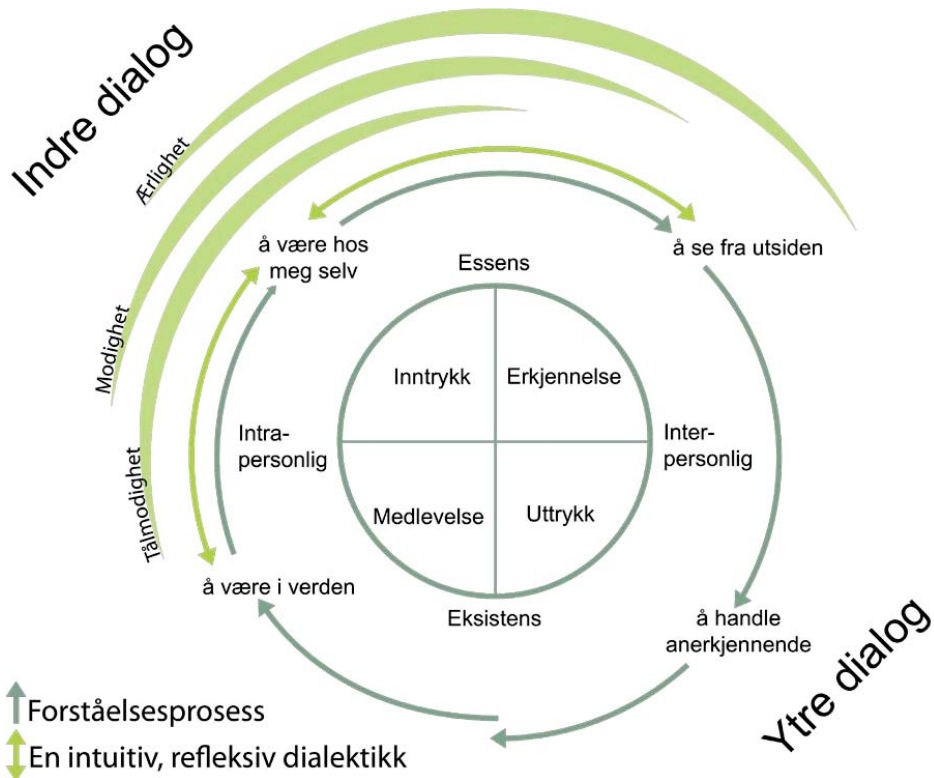 Indre dialog
Ærlighet
Modighet
Tålmodighet
å være hos
meg selv
å se fra utsiden
Essens
Inntrykk
Erkjennelse
Intra-
personlig
Inter-
personlig
Medlevelse
Uttrykk
å være i verden
Eksistens
å handle
anerkjennende
Ytre dialog
Forståelsesprosess
En intuitiv, refleksiv dialektikk